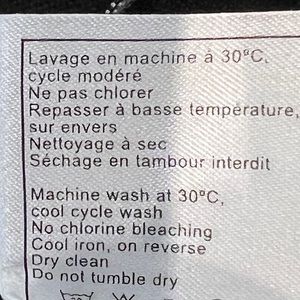 Lavage en machine à 30°C,
cycle modéré
Ne pas chlorer
Repasser à basse température,
sur envers
Nettoyage à sec
Séchage en tambour interdit
Machine wash at 30°C,
cool cycle wash
No chlorine bleaching
Cool iron, on reverse
Dry clean
Do not tumble dry